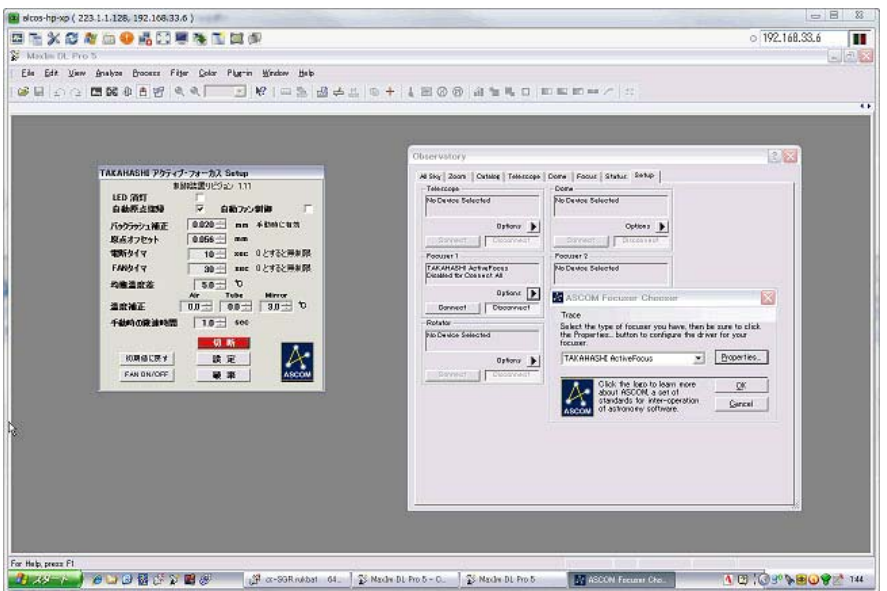 alcos-hp-xp ( 223.1.1.128, 192.168.33.6 )
192.168.33.6
MaxIm DL Pro 5
File Edit View Analyze Process Filter Color Plug-in Window Help
TAKAHASHI アクティブ・フォーカス Setup
制御装置リビジョン 1.11
LED 消灯
自動原点復帰 自動ファン制御
バックラッシュ補正 0.020 mm 手動時に有効
原点オフセット 0.056 mm
電断タイマ 10 sec 0とすると無制限
FANタイマ 30 sec 0とすると無制限
均衡温度差 5.0 ℃
Air Tube Mirror
温度補正 0.0 0.0 3.0 ℃
手動時の微速時間 1.0 sec
切 断
初期値に戻す 設 定
FAN ON/OFF 破 棄
ASCOM
Observatory
All Sky Zoom Catalog Telescope Dome Focus Status Setup
Telescope
No Device Selected
Options
Connect Disconnect
Dome
No Device Selected
Options
Connect Disconnect
Focuser 1
TAKAHASHI ActiveFocus
Disabled for Connect All
Options
Connect Disconnect
Focuser 2
No Device Selected
Rotator
No Device Selected
Options
Connect Disconnect
ASCOM Focuser Chooser
Trace
Select the type of focuser you have, then be sure to click
the Properties... button to configure the driver for your
focuser.
TAKAHASHI ActiveFocus Properties...
Click the logo to learn more
about ASCOM, a set of
standards for inter-operation
of astronomy software.
ASCOM
OK
Cancel
For Help, press F1
スタート
MaxIm DL Pro 5 - C...
MaxIm DL Pro 5
ASCOM Focuser Cho...
1:44